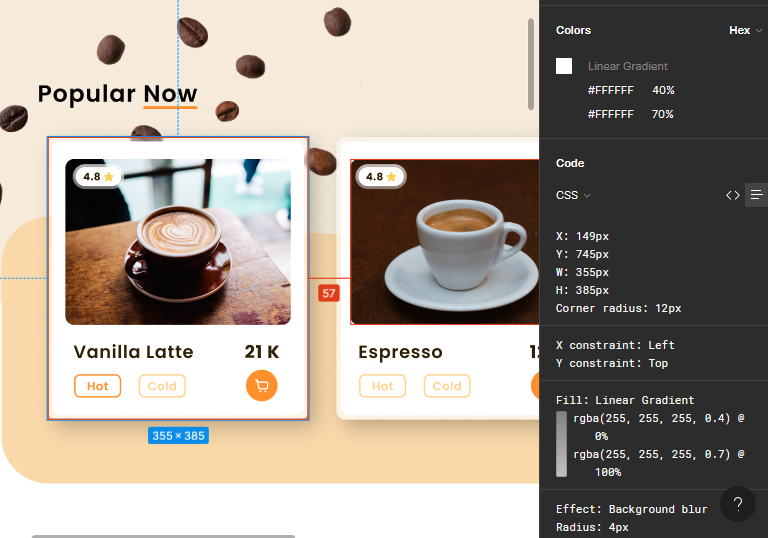 Popular Now
4.8
4.8
57
Vanilla Latte 21 K
Espresso
Hot Cold
Hot Cold
355 × 385
Colors Hex
Linear Gradient
#FFFFFF 40%
#FFFFFF 70%
Code
CSS
<>
X: 149px
Y: 745px
W: 355px
H: 385px
Corner radius: 12px
X constraint: Left
Y constraint: Top
Fill: Linear Gradient
rgba(255, 255, 255, 0.4) @
0%
rgba(255, 255, 255, 0.7) @
100%
Effect: Background blur
Radius: 4px
?